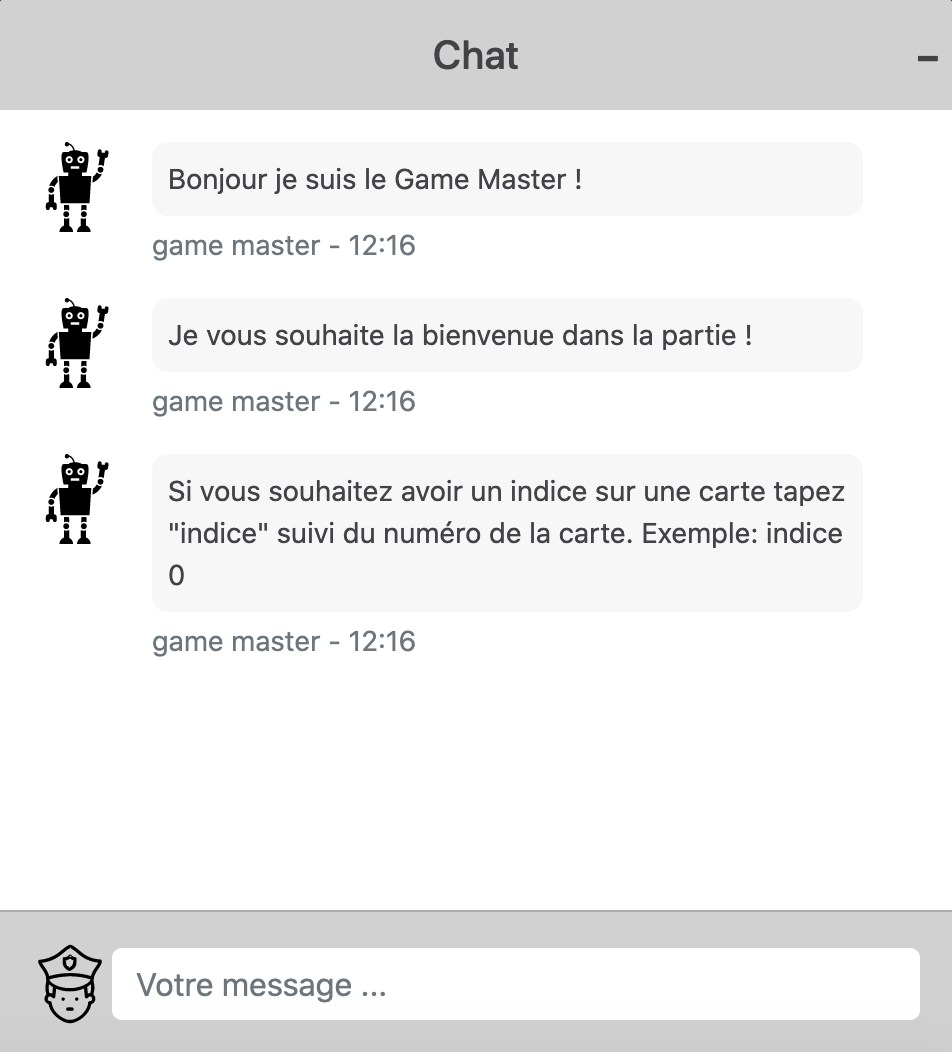 Chat
Bonjour je suis le Game Master !
game master - 12:16
Je vous souhaite la bienvenue dans la partie !
game master - 12:16
Si vous souhaitez avoir un indice sur une carte tapez
"indice" suivi du numéro de la carte. Exemple: indice
0
game master - 12:16
Votre message ...